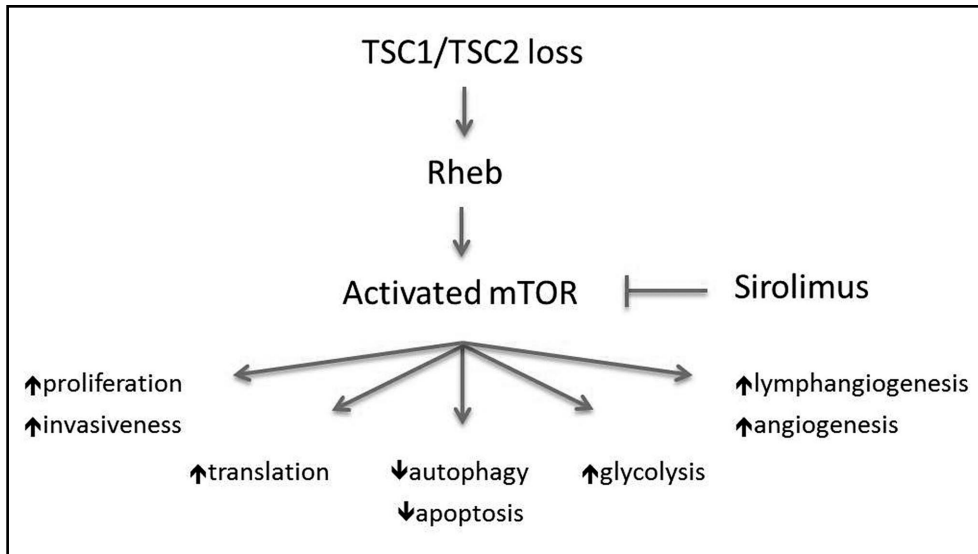 TSC1/TSC2 loss
Rheb
Activated mTOR
Sirolimus
↑proliferation
↑invasiveness
↑translation
↓autophagy
↓apoptosis
↑glycolysis
↑lymphangiogenesis
↑angiogenesis